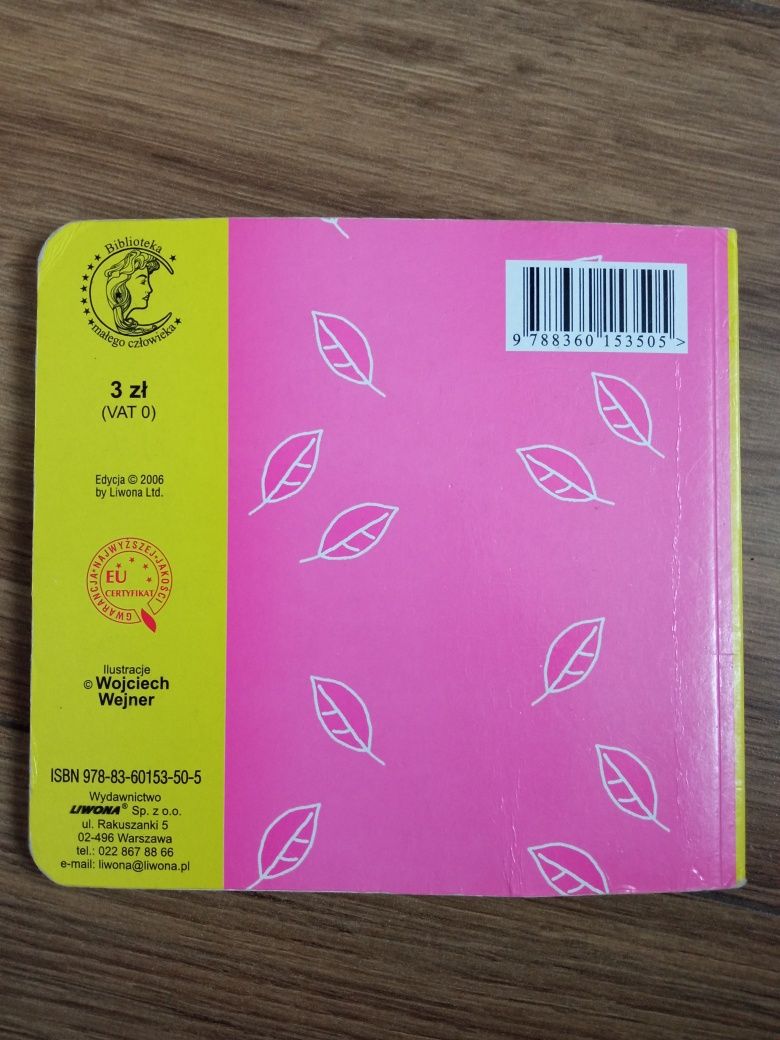 Biblioteka
małego człowieka
3 zł
(VAT 0)
Edycja © 2006
by Liwona Ltd.
GWARANCJA NAJWYŻSZEJ JAKOŚCI
EU
CERTYFIKAT
Ilustracje
© Wojciech
Wejner
ISBN 978-83-60153-50-5
Wydawnictwo
LIWONA® Sp. z o.o.
ul. Rakuszanki 5
02-496 Warszawa
tel.: 022 867 88 66
e-mail: liwona@liwona.pl
9 788360 153505 >